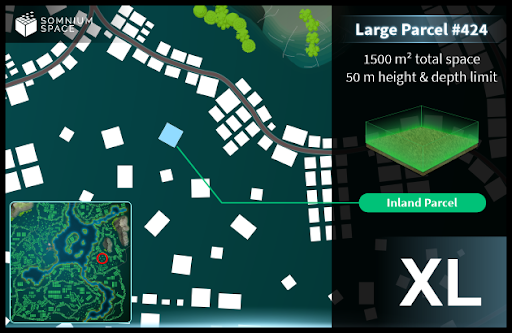 SOMNIUM
SPACE
Large Parcel #424
1500 m² total space
50 m height & depth limit
Inland Parcel
XL